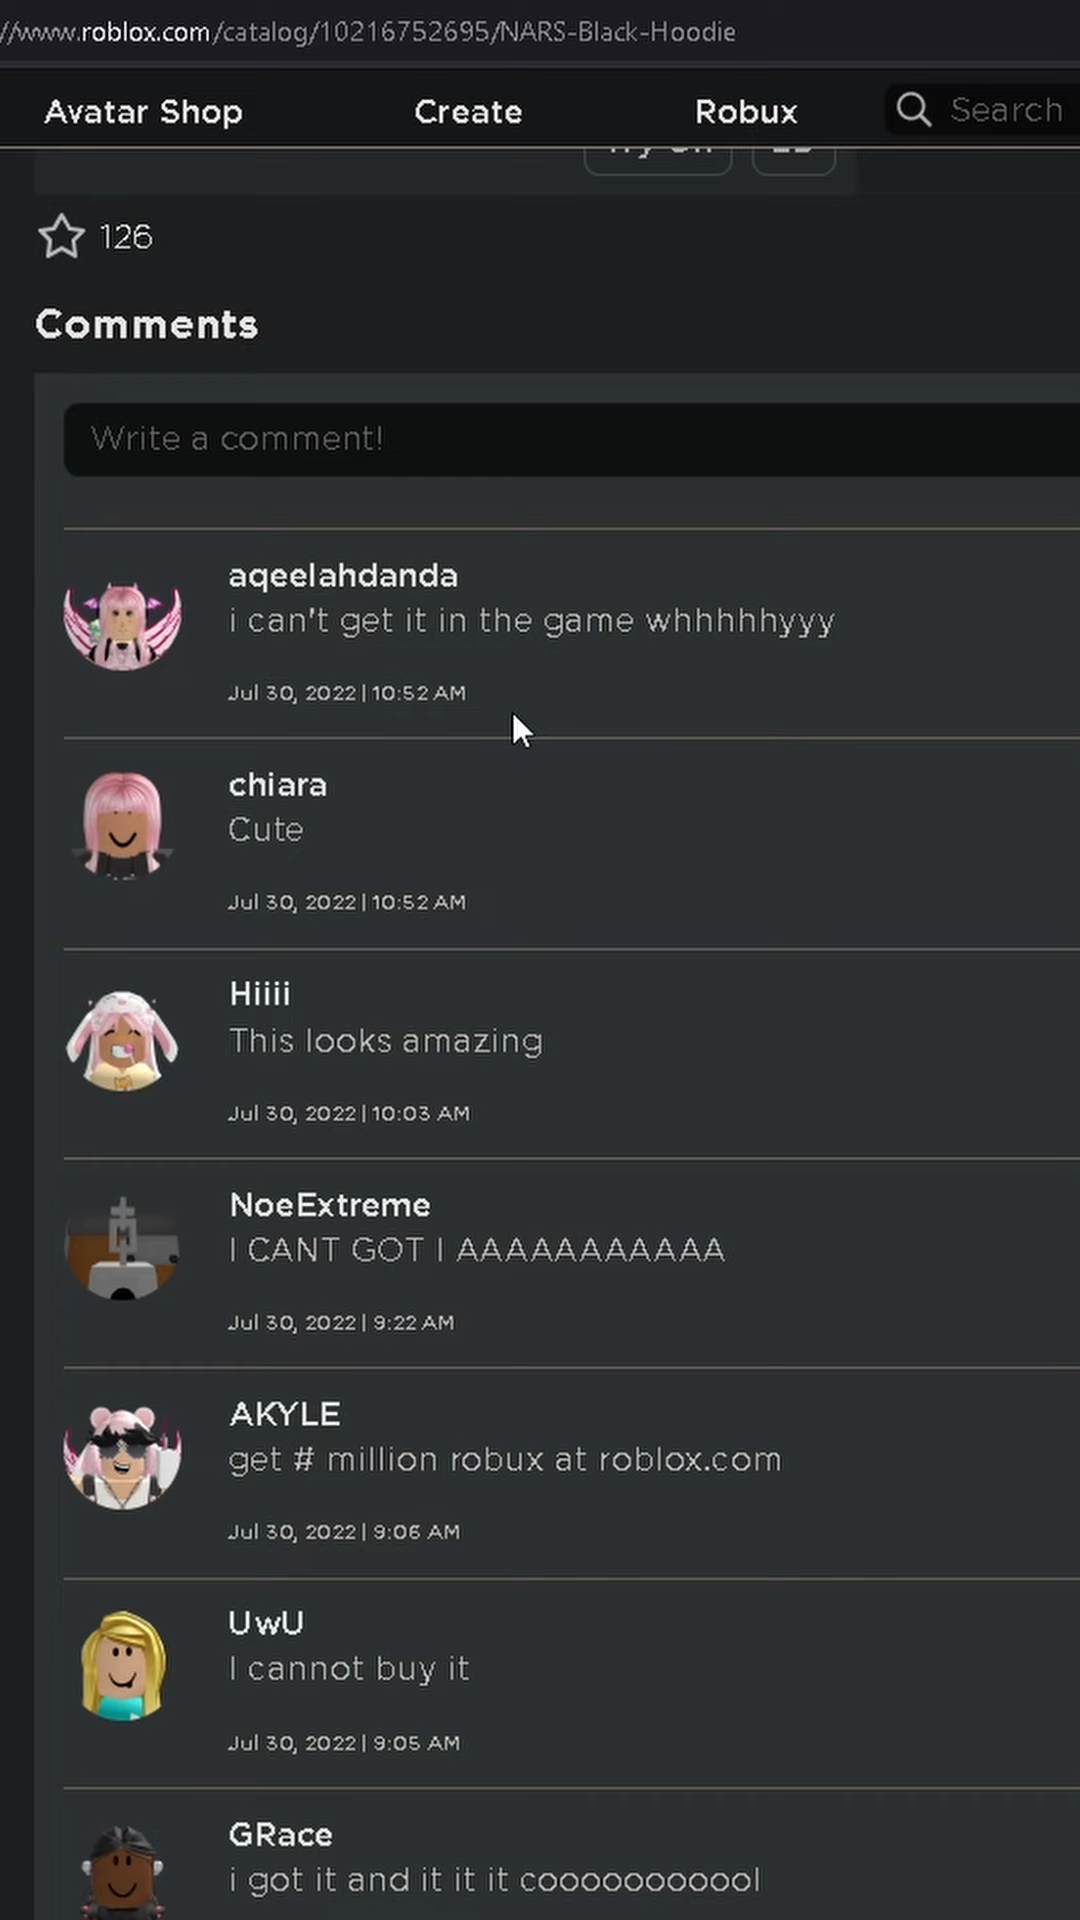 //www.roblox.com/catalog/10216752695/NARS-Black-Hoodie
Avatar Shop Create Robux Search
126
Comments
Write a comment!
aqeelahdanda
i can't get it in the game whhhhhyyy
Jul 30, 2022 | 10:52 AM
chiara
Cute
Jul 30, 2022 | 10:52 AM
Hiiii
This looks amazing
Jul 30, 2022 | 10:03 AM
NoeExtreme
I CANT GOT I AAAAAAAAAAA
Jul 30, 2022 | 9:22 AM
AKYLE
get # million robux at roblox.com
Jul 30, 2022 | 9:06 AM
UwU
I cannot buy it
Jul 30, 2022 | 9:05 AM
GRace
i got it and it it it cooooooooool